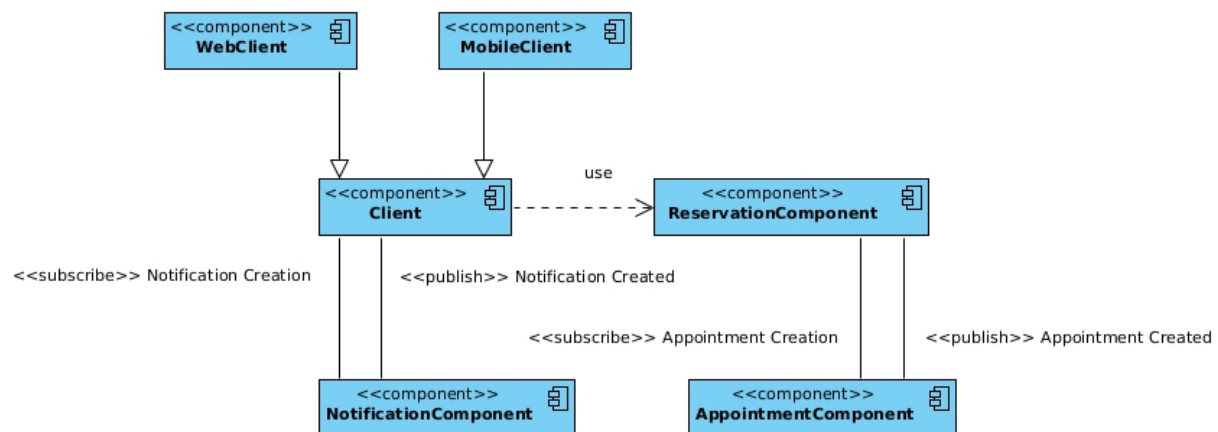 <<component>>
WebClient
<<component>>
MobileClient
use
<<component>>
Client
<<component>>
ReservationComponent
<<subscribe>> Notification Creation
<<publish>> Notification Created
<<subscribe>> Appointment Creation
<<publish>> Appointment Created
<<component>>
NotificationComponent
<<component>>
AppointmentComponent